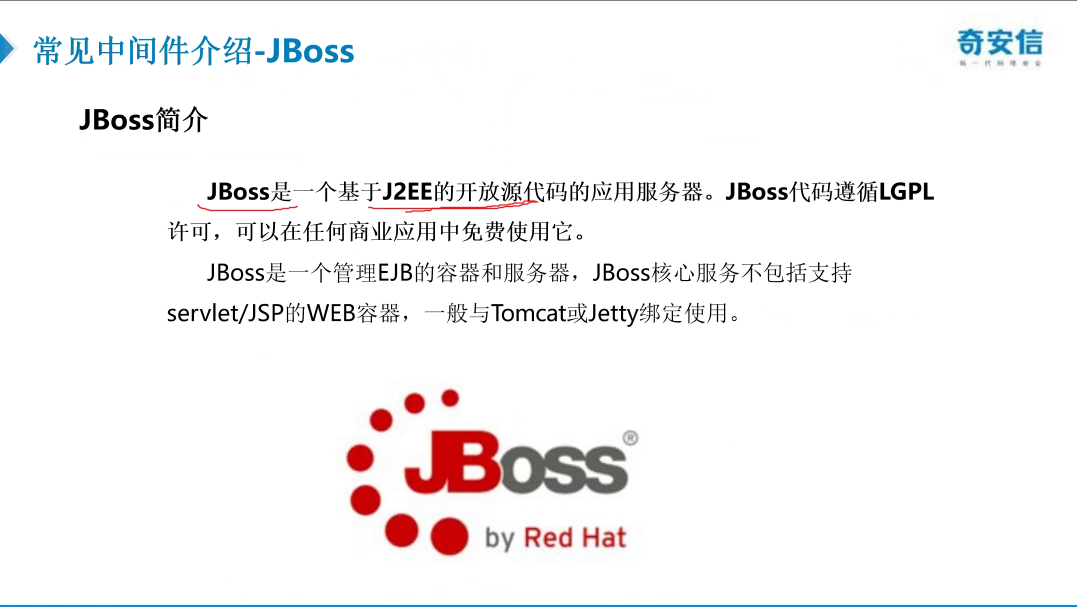 常见中间件介绍-JBoss
奇安信
新一代网络安全
JBoss简介
JBoss是一个基于J2EE的开放源代码的应用服务器。JBoss代码遵循LGPL
许可，可以在任何商业应用中免费使用它。
JBoss是一个管理EJB的容器和服务器，JBoss核心服务不包括支持
servlet/JSP的WEB容器，一般与Tomcat或Jetty绑定使用。
JBoss®
by Red Hat